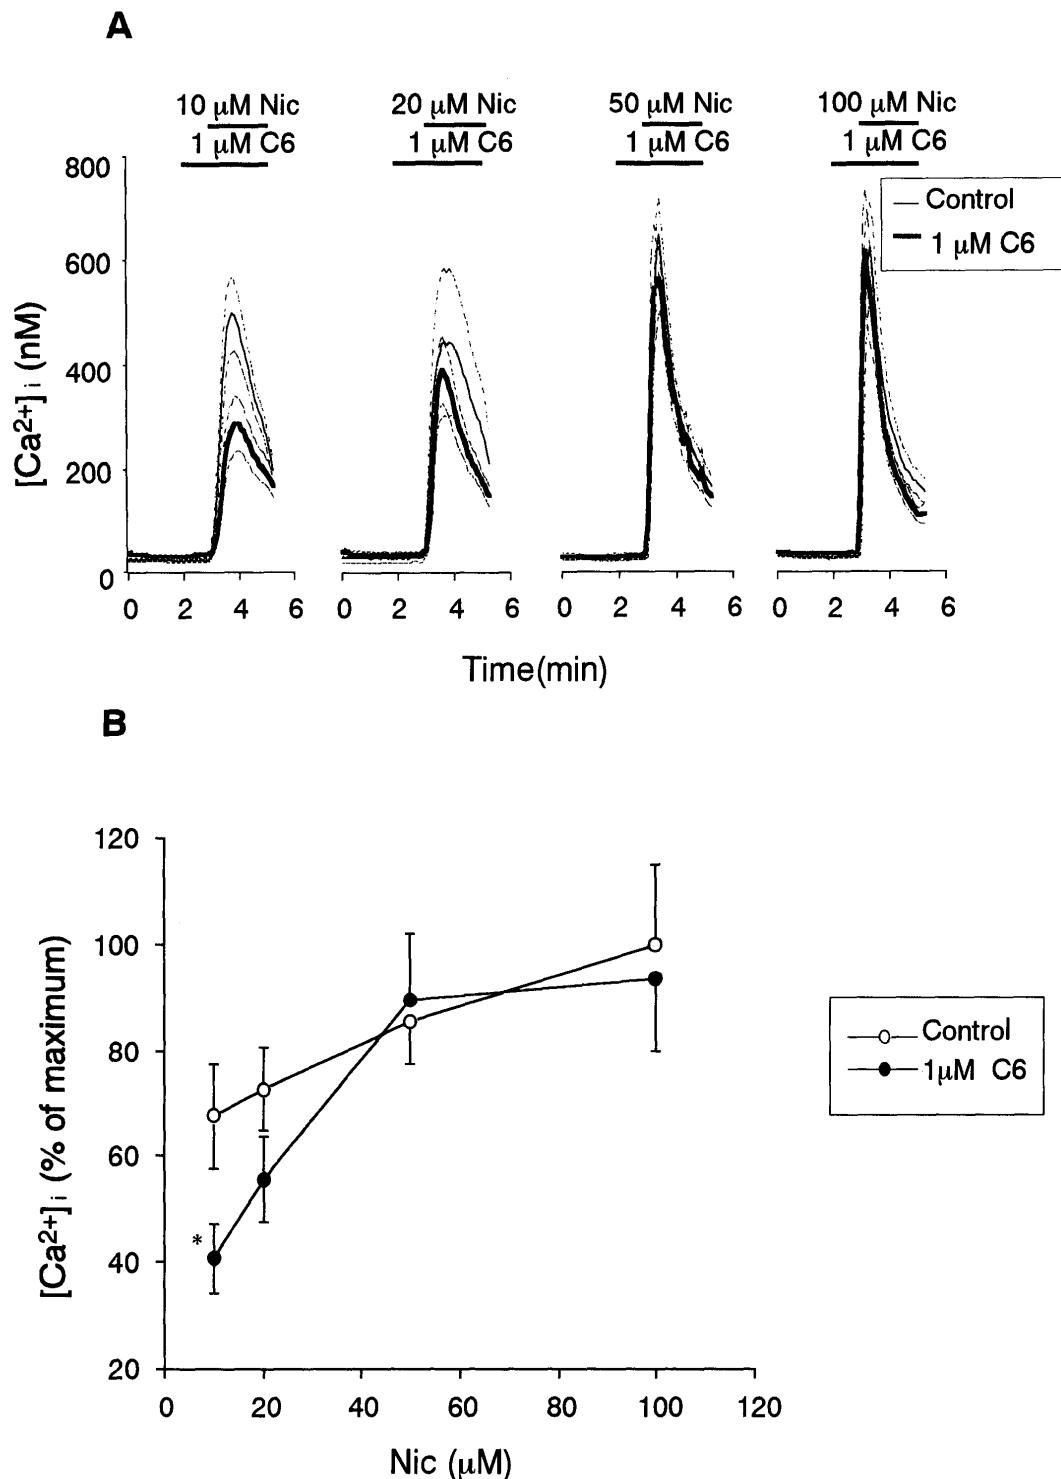 A
10 μM Nic 20 μM Nic 50 μM Nic 100 μM Nic
1 μM C6 1 μM C6 1 μM C6 1 μM C6
Control
1 μM C6
800
600
400
200
0
[Ca²⁺] i (nM)
0 2 4 6 0 2 4 6 0 2 4 6 0 2 4 6
Time(min)
B
120
100
80
60
40
20
[Ca²⁺] i (% of maximum)
*
Control
1μM C6
0 20 40 60 80 100 120
Nic (μM)